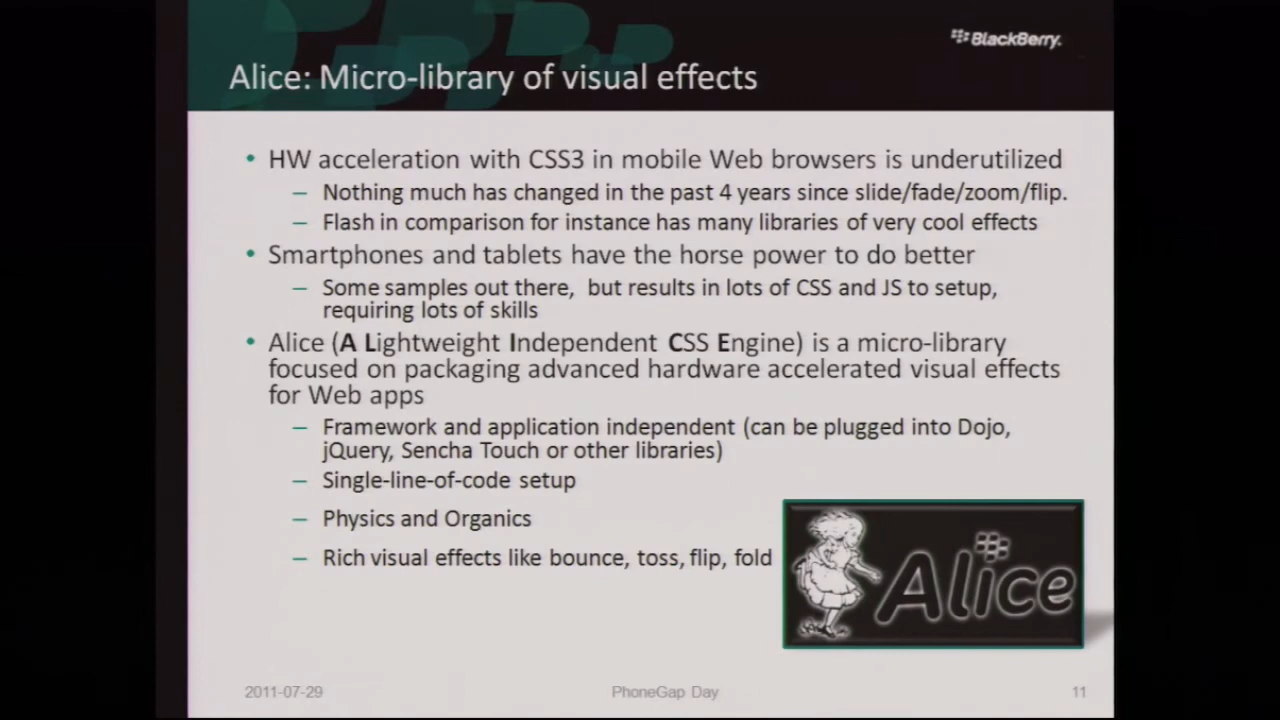 BlackBerry.
Alice: Micro-library of visual effects
• HW acceleration with CSS3 in mobile Web browsers is underutilized
– Nothing much has changed in the past 4 years since slide/fade/zoom/flip.
– Flash in comparison for instance has many libraries of very cool effects
• Smartphones and tablets have the horse power to do better
– Some samples out there, but results in lots of CSS and JS to setup,
requiring lots of skills
• Alice (A Lightweight Independent CSS Engine) is a micro-library
focused on packaging advanced hardware accelerated visual effects
for Web apps
– Framework and application independent (can be plugged into Dojo,
jQuery, Sencha Touch or other libraries)
– Single-line-of-code setup
– Physics and Organics
– Rich visual effects like bounce, toss, flip, fold
Alice
2011-07-29
PhoneGap Day
11